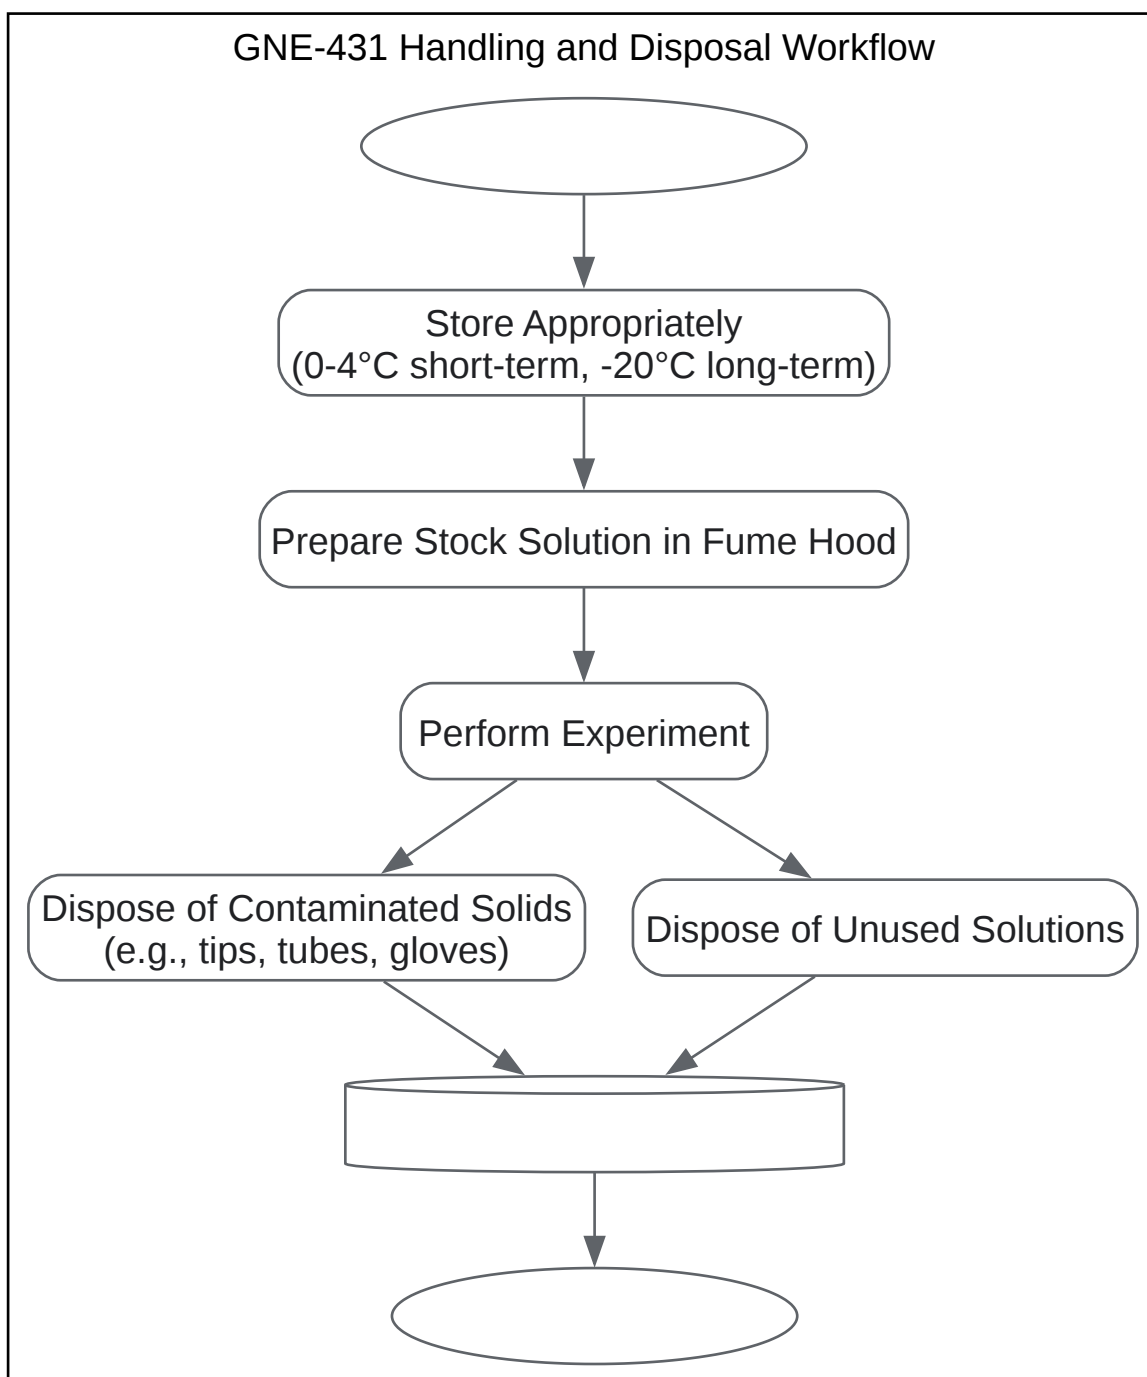 GNE-431 Handling and Disposal Workflow
Store Appropriately
(0-4°C short-term, -20°C long-term)
Prepare Stock Solution in Fume Hood
Perform Experiment
Dispose of Contaminated Solids
(e.g., tips, tubes, gloves)
Dispose of Unused Solutions